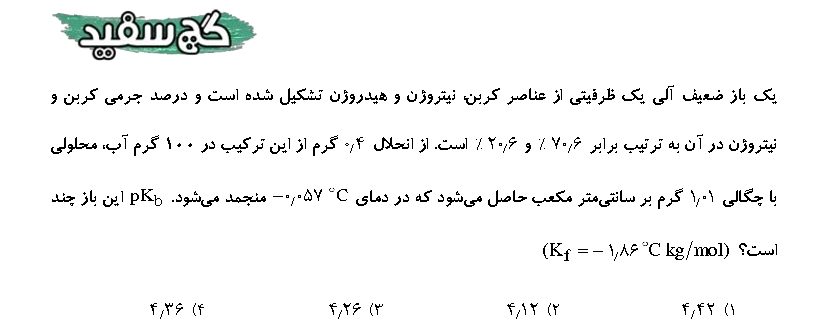 گچ سفید
یک باز ضعیف آلی یک ظرفیتی از عناصر کربن، نیتروژن و هیدروژن تشکیل شده است و درصد جرمی کربن و
نیتروژن در آن به ترتیب برابر ۷۰٫۶ ٪ و ۲۰٫۶ ٪ است. از انحلال ۰٫۴ گرم از این ترکیب در ۱۰۰ گرم آب، محلولی
با چگالی ۱٫۰۱ گرم بر سانتی‌متر مکعب حاصل می‌شود که در دمای −۰٫۰۵۷ °C منجمد می‌شود. pKb این باز چند
است؟ (Kf = − ۱٫۸۶ °C kg/mol)
۱) ۴٫۴۲ ۲) ۴٫۱۲ ۳) ۴٫۲۶ ۴) ۴٫۳۶